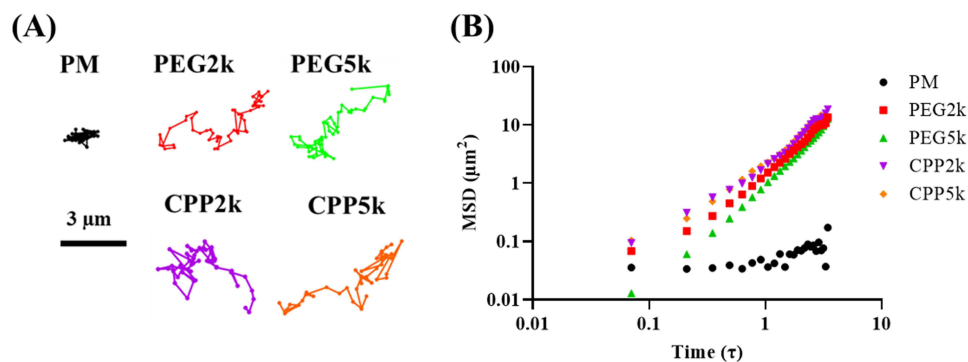 (A)
PM PEG2k PEG5k
CPP2k CPP5k
3 µm
(B)
MSD (µm²)
100
10
1
0.1
0.01
0.01 0.1 1 10
Time (τ)
PM
PEG2k
PEG5k
CPP2k
CPP5k